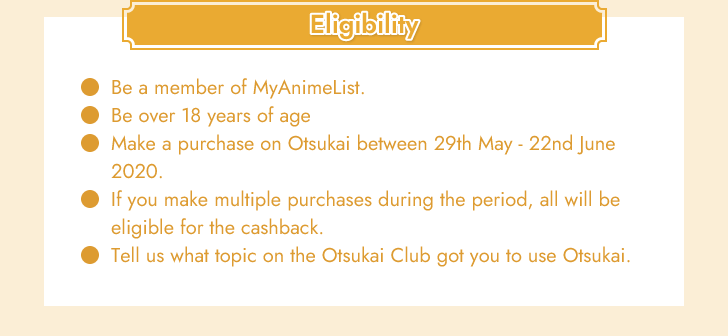 Eligibility
Be a member of MyAnimeList.
Be over 18 years of age
Make a purchase on Otsukai between 29th May - 22nd June
2020.
If you make multiple purchases during the period, all will be
eligible for the cashback.
Tell us what topic on the Otsukai Club got you to use Otsukai.